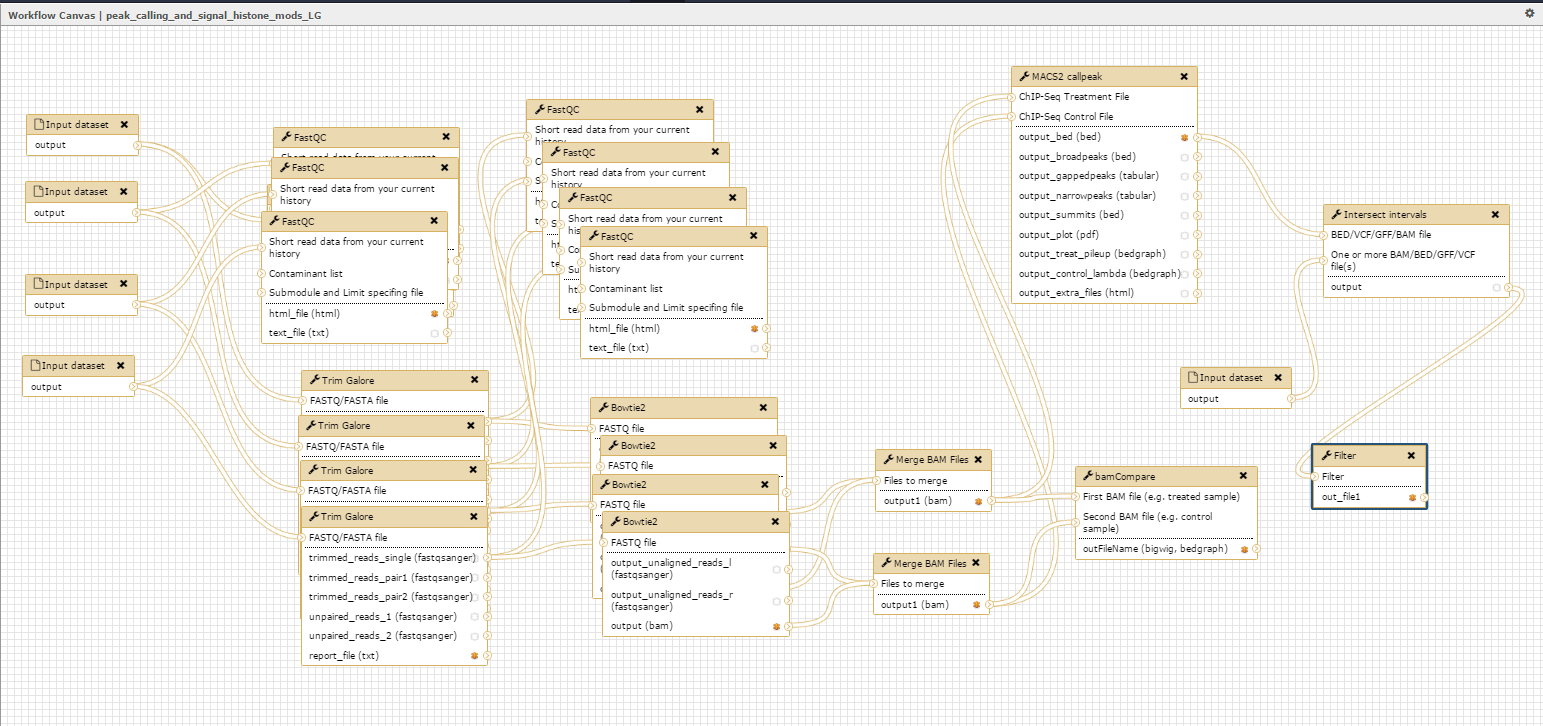 Workflow Canvas | peak_calling_and_signal_histone_mods_LG
Input dataset
output
Input dataset
output
Input dataset
output
Input dataset
output
FastQC
Short read data from your current
FastQC
Short read data from your current
history
FastQC
Short read data from your current
history
Contaminant list
Submodule and Limit specifing file
html_file (html)
text_file (txt)
FastQC
Short read data from your current
history
FastQC
Short read data from your current
history
FastQC
Short read data from your current
FastQC
Short read data from your current
history
Contaminant list
Submodule and Limit specifing file
html_file (html)
text_file (txt)
Trim Galore
FASTQ/FASTA file
Trim Galore
FASTQ/FASTA file
Trim Galore
FASTQ/FASTA file
Trim Galore
FASTQ/FASTA file
trimmed_reads_single (fastqsanger)
trimmed_reads_pair1 (fastqsanger)
trimmed_reads_pair2 (fastqsanger)
unpaired_reads_1 (fastqsanger)
unpaired_reads_2 (fastqsanger)
report_file (txt)
Bowtie2
FASTQ file
Bowtie2
FASTQ file
Bowtie2
FASTQ file
Bowtie2
FASTQ file
output_unaligned_reads_l
(fastqsanger)
output_unaligned_reads_r
(fastqsanger)
output (bam)
Merge BAM Files
Files to merge
output1 (bam)
Merge BAM Files
Files to merge
output1 (bam)
MACS2 callpeak
ChIP-Seq Treatment File
ChIP-Seq Control File
output_bed (bed)
output_broadpeaks (bed)
output_gappedpeaks (tabular)
output_narrowpeaks (tabular)
output_summits (bed)
output_plot (pdf)
output_treat_pileup (bedgraph)
output_control_lambda (bedgraph)
output_extra_files (html)
bamCompare
First BAM file (e.g. treated sample)
Second BAM file (e.g. control
sample)
outFileName (bigwig, bedgraph)
Input dataset
output
Intersect intervals
BED/VCF/GFF/BAM file
One or more BAM/BED/GFF/VCF
file(s)
output
Filter
Filter
out_file1